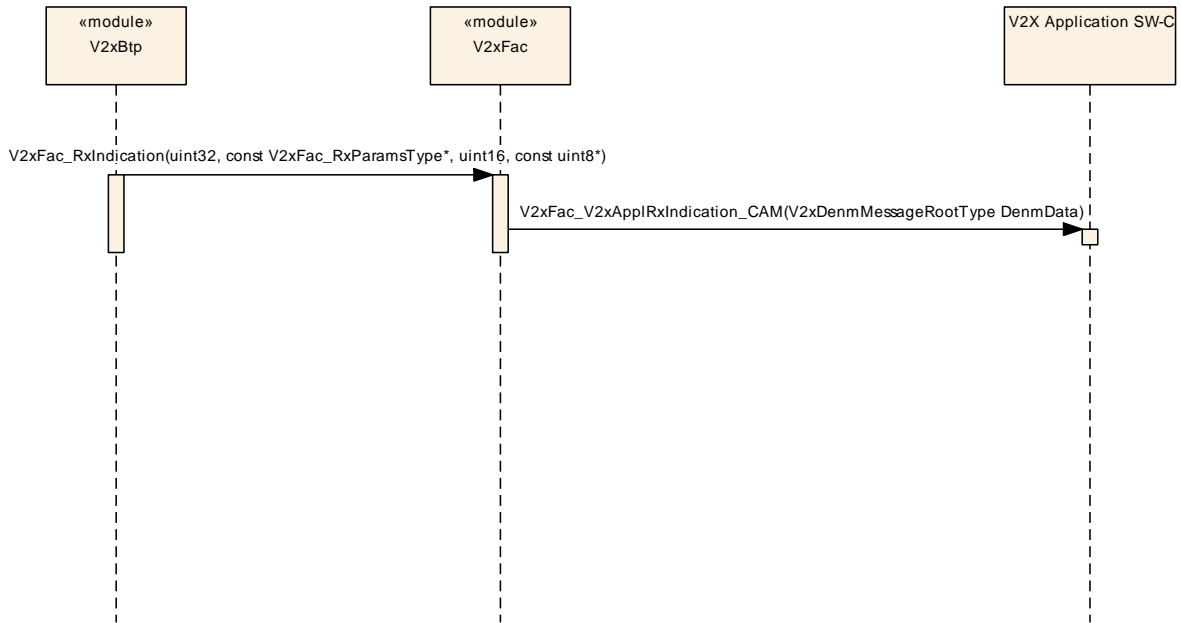 «module»
V2xBtp
«module»
V2xFac
V2X Application SW-C
V2xFac_RxIndication(uint32, const V2xFac_RxParamsType*, uint16, const uint8*)
V2xFac_V2xApplRxIndication_CAM(V2xDenmMessageRootType DenmData)